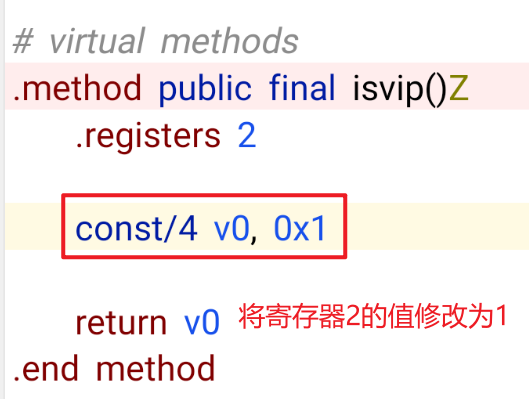 # virtual methods
.method public final isvip()Z
.registers 2
const/4 v0, 0x1
return v0 将寄存器2的值修改为1
.end method